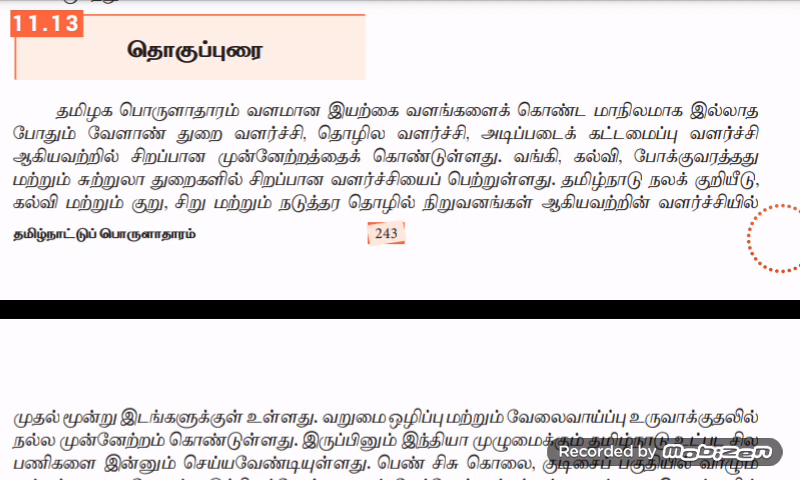 11.13
தொகுப்புரை
தமிழக பொருளாதாரம் வளமான இயற்கை வளங்களைக் கொண்ட மாநிலமாக இல்லாத
போதும் வேளாண் துறை வளர்ச்சி, தொழில வளர்ச்சி, அடிப்படைக் கட்டமைப்பு வளர்ச்சி
ஆகியவற்றில் சிறப்பான முன்னேற்றத்தைக் கொண்டுள்ளது. வங்கி, கல்வி, போக்குவரத்தது
மற்றும் சுற்றுலா துறைகளில் சிறப்பான வளர்ச்சியைப் பெற்றுள்ளது. தமிழ்நாடு நலக் குறியீடு,
கல்வி மற்றும் குறு, சிறு மற்றும் நடுத்தர தொழில் நிறுவனங்கள் ஆகியவற்றின் வளர்ச்சியில்
தமிழ்நாட்டுப் பொருளாதாரம் 243
முதல் மூன்று இடங்களுக்குள் உள்ளது. வறுமை ஒழிப்பு மற்றும் வேலைவாய்ப்பு உருவாக்குதலில்
நல்ல முன்னேற்றம் கொண்டுள்ளது. இருப்பினும் இந்தியா முழுமைக்கும் தமிழ்நாடு உட்பட சில
பணிகளை இன்னும் செய்யவேண்டியுள்ளது. பெண் சிசு கொலை, குடிசைப் பகுதியில் வாழும்
Recorded by mobizen